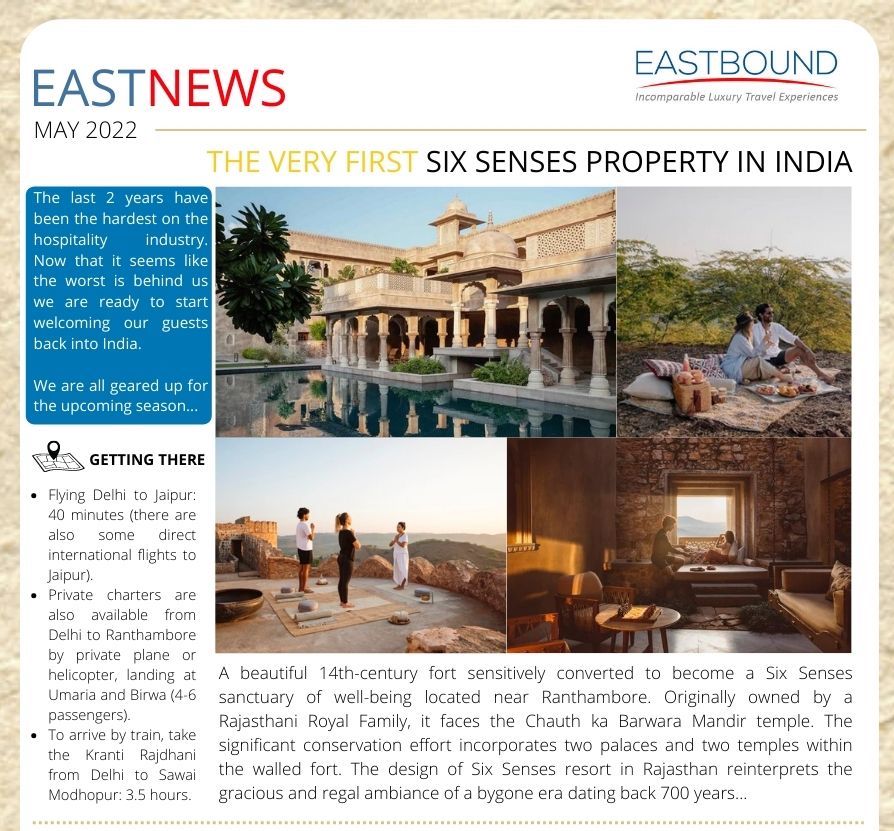 EASTNEWS
EASTBOUND
Incomparable Luxury Travel Experiences
MAY 2022
THE VERY FIRST SIX SENSES PROPERTY IN INDIA
The last 2 years have
been the hardest on the
hospitality industry.
Now that it seems like
the worst is behind us
we are ready to start
welcoming our guests
back into India.
We are all geared up for
the upcoming season...
GETTING THERE
• Flying Delhi to Jaipur:
40 minutes (there are
also some direct
international flights to
Jaipur).
• Private charters are
also available from
Delhi to Ranthambore
by private plane or
helicopter, landing at
Umaria and Birwa (4-6
passengers).
• To arrive by train, take
the Kranti Rajdhani
from Delhi to Sawai
Modhopur: 3.5 hours.
A beautiful 14th-century fort sensitively converted to become a Six Senses
sanctuary of well-being located near Ranthambore. Originally owned by a
Rajasthani Royal Family, it faces the Chauth ka Barwara Mandir temple. The
significant conservation effort incorporates two palaces and two temples within
the walled fort. The design of Six Senses resort in Rajasthan reinterprets the
gracious and regal ambiance of a bygone era dating back 700 years...